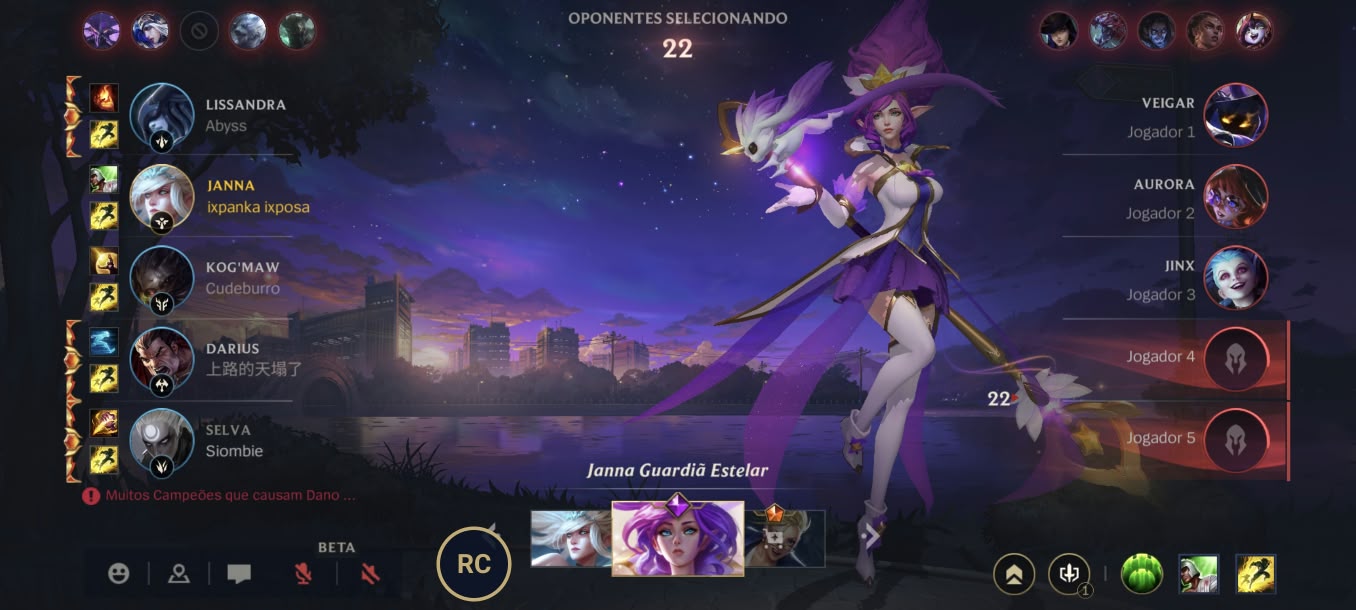 OPONENTES SELECIONANDO
22
LISSANDRA
Abyss
JANNA
ixpanka ixposa
KOG'MAW
Cudeburro
DARIUS
上路的天塌了
SELVA
Siombie
Muitos Campeões que causam Dano ...
VEIGAR
Jogador 1
AURORA
Jogador 2
JINX
Jogador 3
Jogador 4
22
Jogador 5
Janna Guardiã Estelar
BETA
RC
1